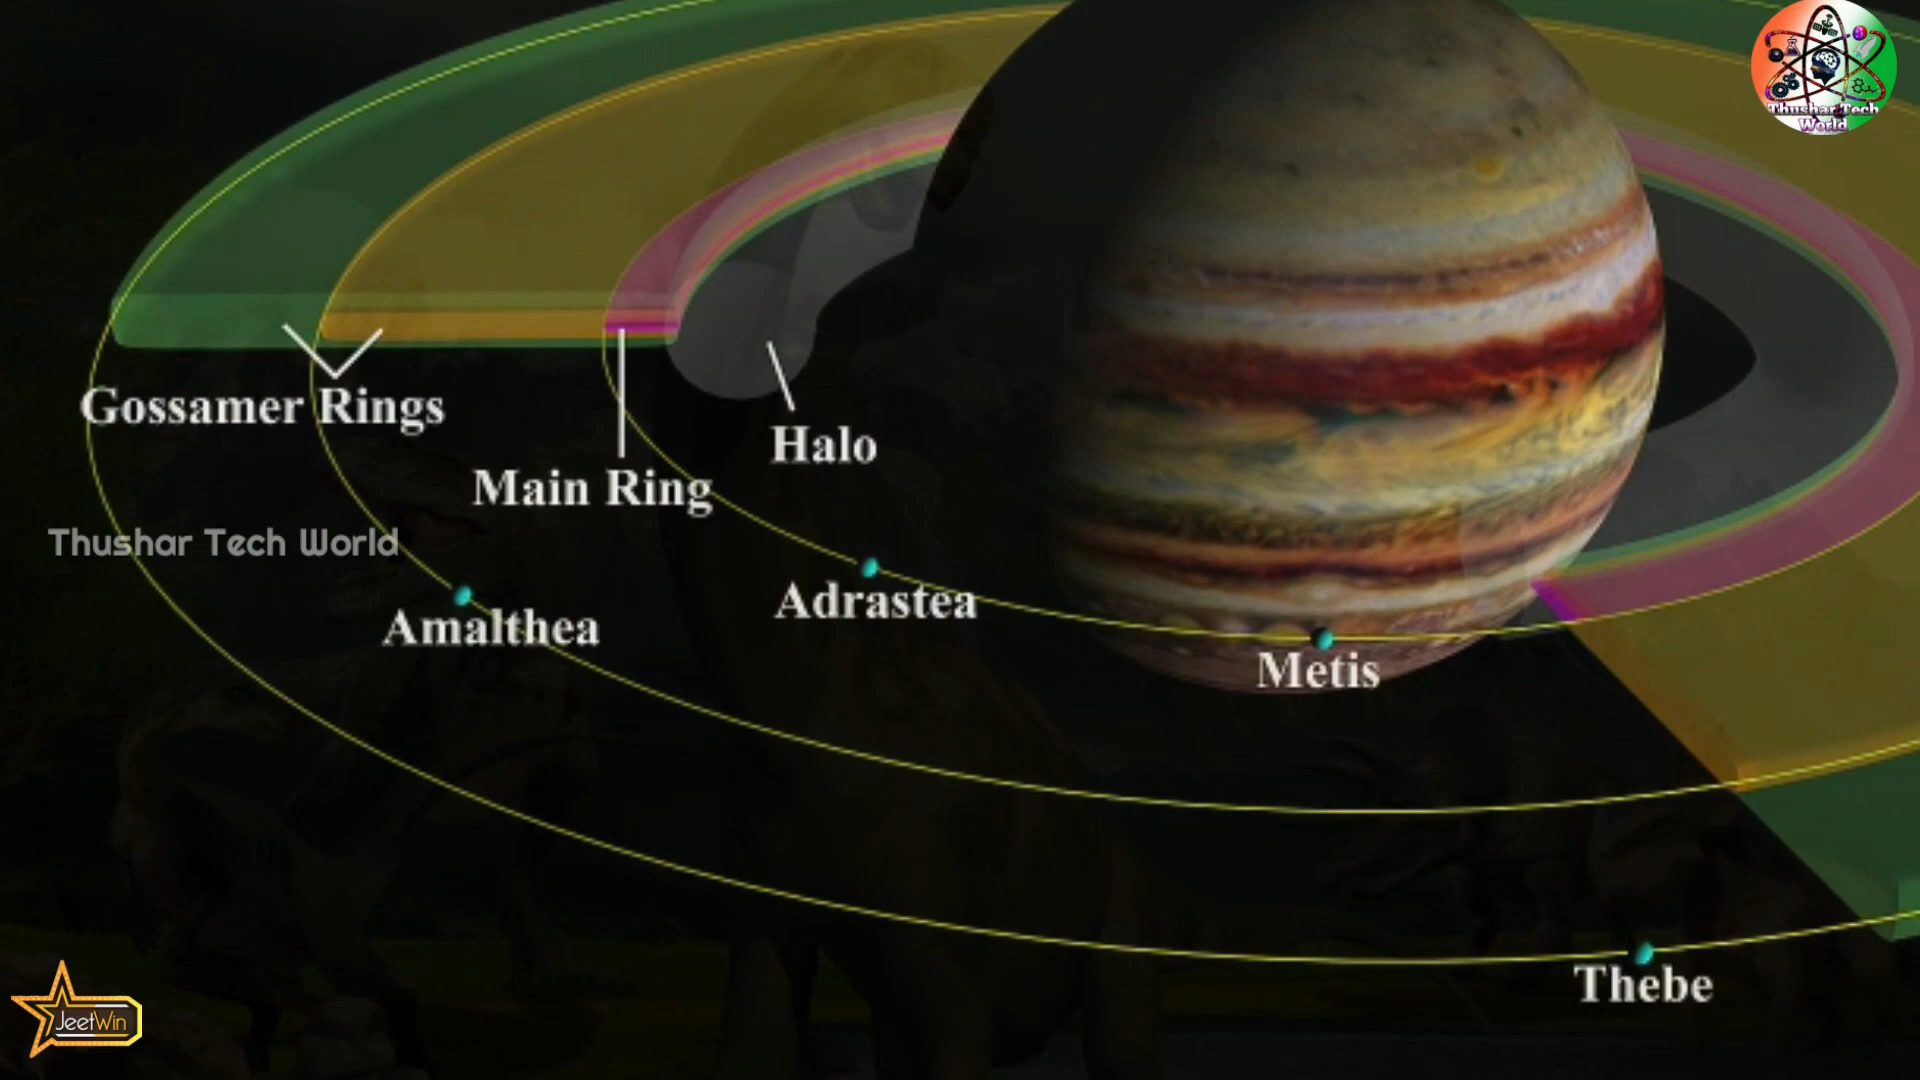 Thushar Tech
World
Gossamer Rings
Halo
Main Ring
Thushar Tech World
Adrastea
Amalthea
Metis
Thebe
JeetWin